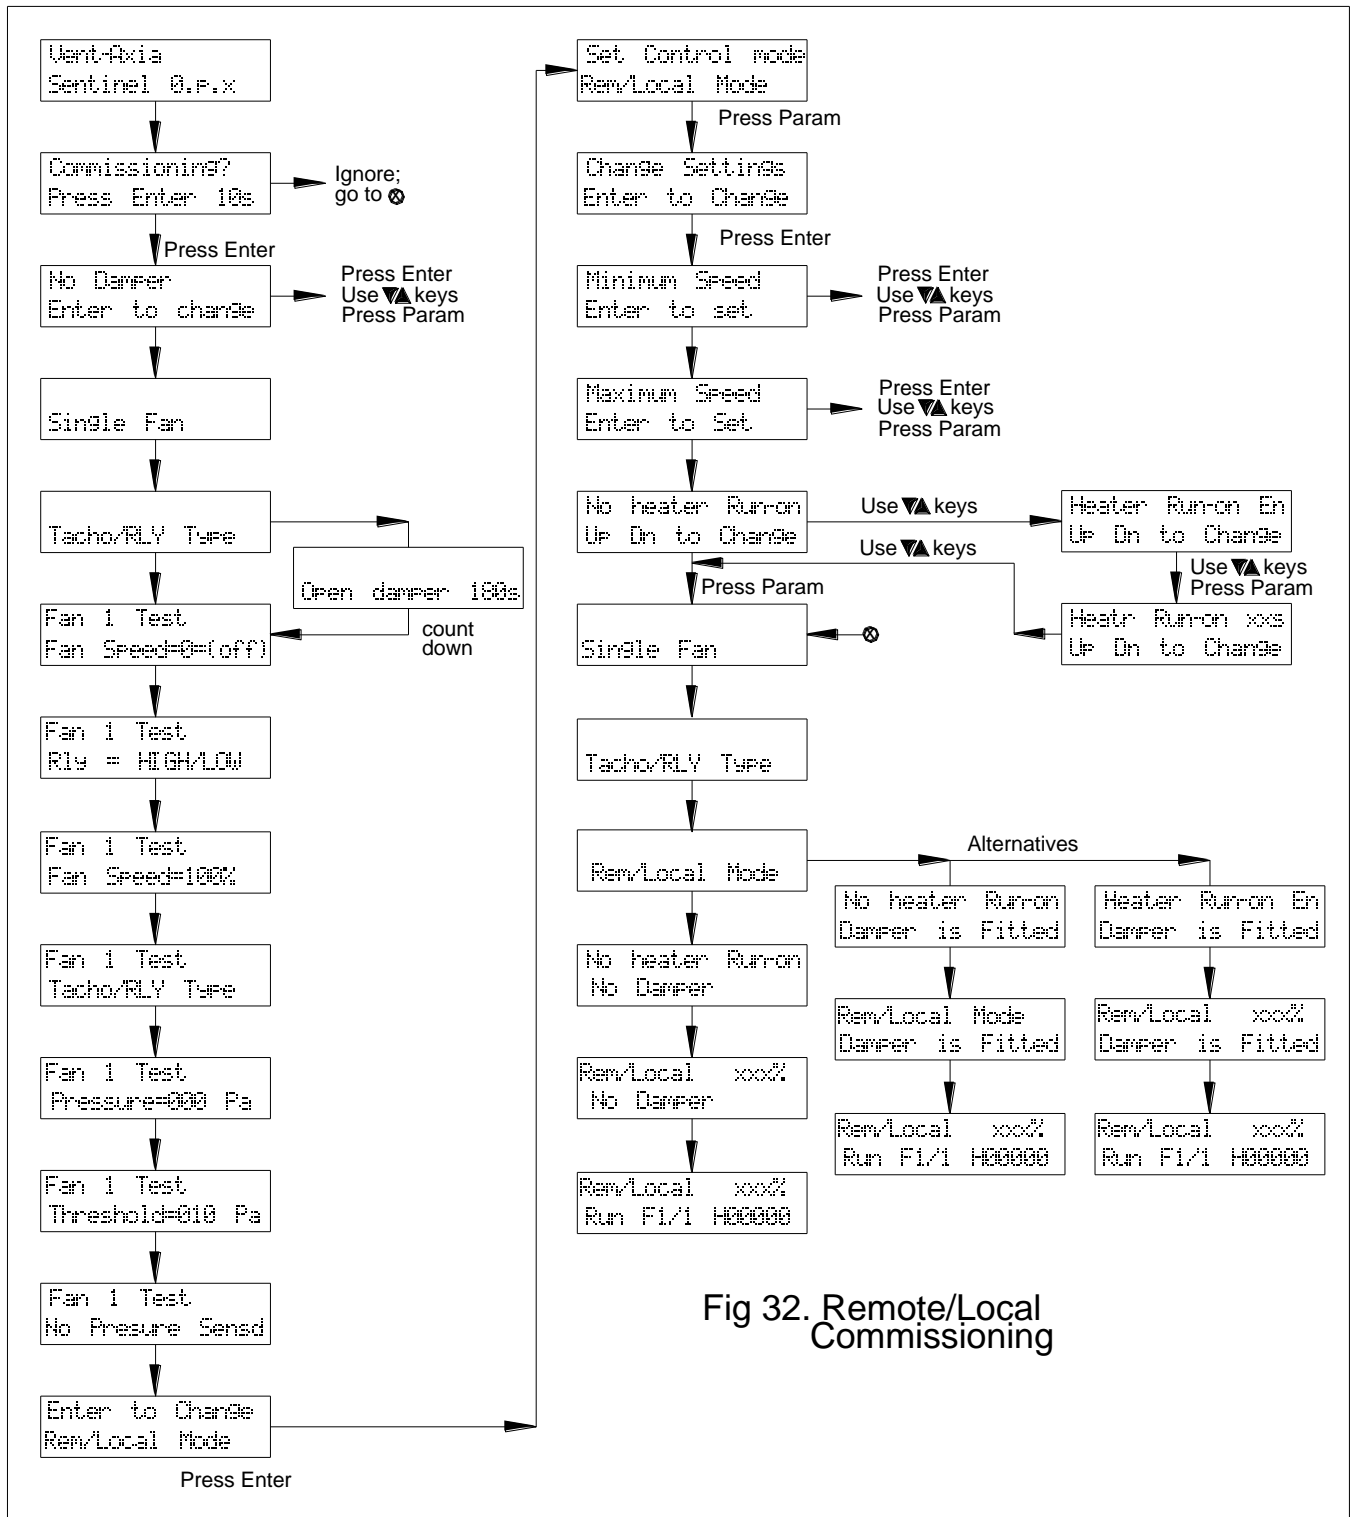 Vent-Axia
Sentinel 0.p.x
Commissioning?
Press Enter 10s
Ignore;
go to ⊗
Press Enter
No Damper
Enter to change
Press Enter
Use ▼▲ keys
Press Param
Single Fan
Tacho/RLY Type
Open damper 180s
count
down
Fan 1 Test
Fan Speed=0=(off)
Fan 1 Test
Rly = HIGH/LOW
Fan 1 Test
Fan Speed=100%
Fan 1 Test
Tacho/RLY Type
Fan 1 Test
Pressure=000 Pa
Fan 1 Test
Threshold=010 Pa
Fan 1 Test
No Presure Sensd
Enter to Change
Rem/Local Mode
Press Enter
Set Control mode
Rem/Local Mode
Press Param
Change Settings
Enter to Change
Press Enter
Minimum Speed
Enter to set
Press Enter
Use ▼▲ keys
Press Param
Maximum Speed
Enter to Set
Press Enter
Use ▼▲ keys
Press Param
No heater Run-on
Up Dn to Change
Use ▼▲ keys
Use ▼▲ keys
Heater Run-on En
Up Dn to Change
Use ▼▲ keys
Press Param
Heatr Run-on xxs
Up Dn to Change
Press Param
Single Fan
⊗
Tacho/RLY Type
Rem/Local Mode
Alternatives
No heater Run-on
No Damper
Rem/Local xxx%
No Damper
Rem/Local xxx%
Run F1/1 H00000
No heater Run-on
Damper is Fitted
Rem/Local Mode
Damper is Fitted
Rem/Local xxx%
Run F1/1 H00000
Heater Run-on En
Damper is Fitted
Rem/Local xxx%
Damper is Fitted
Rem/Local xxx%
Run F1/1 H00000
Fig 32. Remote/Local
Commissioning